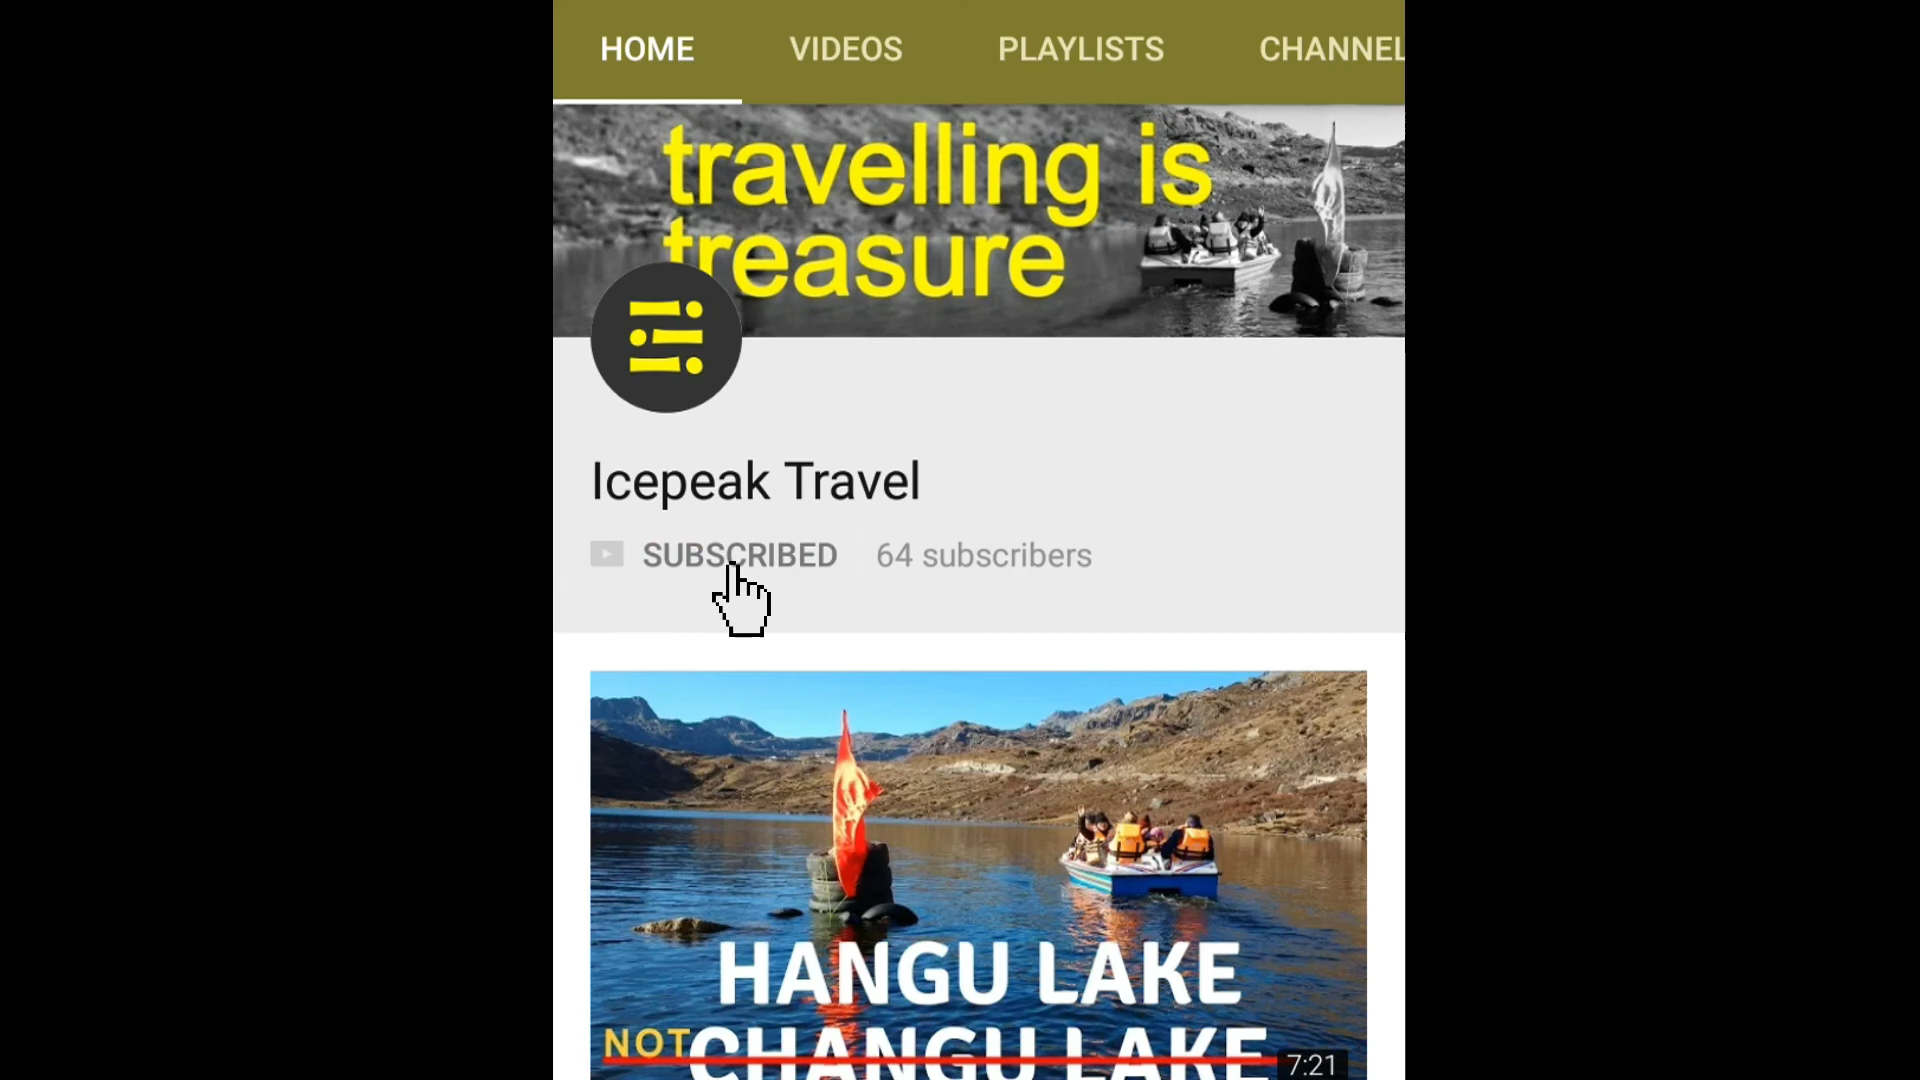 HOME VIDEOS PLAYLISTS CHANNEL
travelling is
treasure
Icepeak Travel
SUBSCRIBED 64 subscribers
HANGU LAKE
NOT CHANGU LAKE
7:21